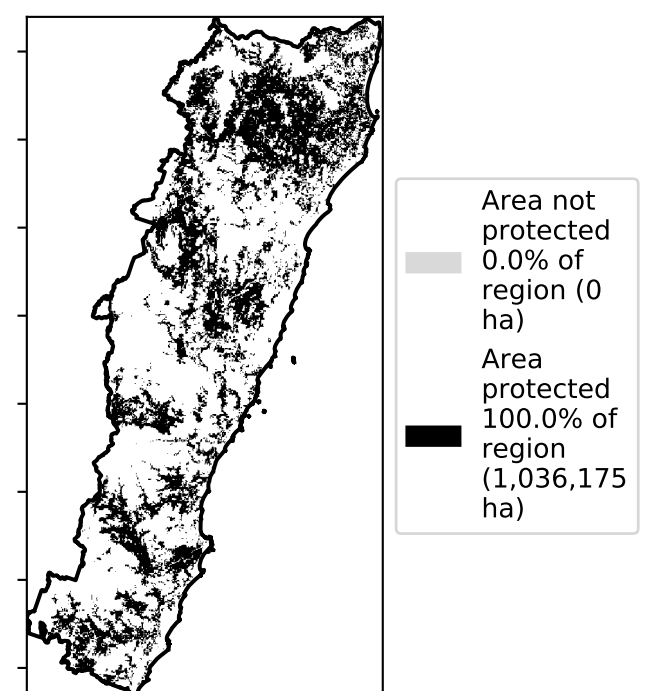 Area not
protected
0.0% of
region (0
ha)
Area
protected
100.0% of
region
(1,036,175
ha)